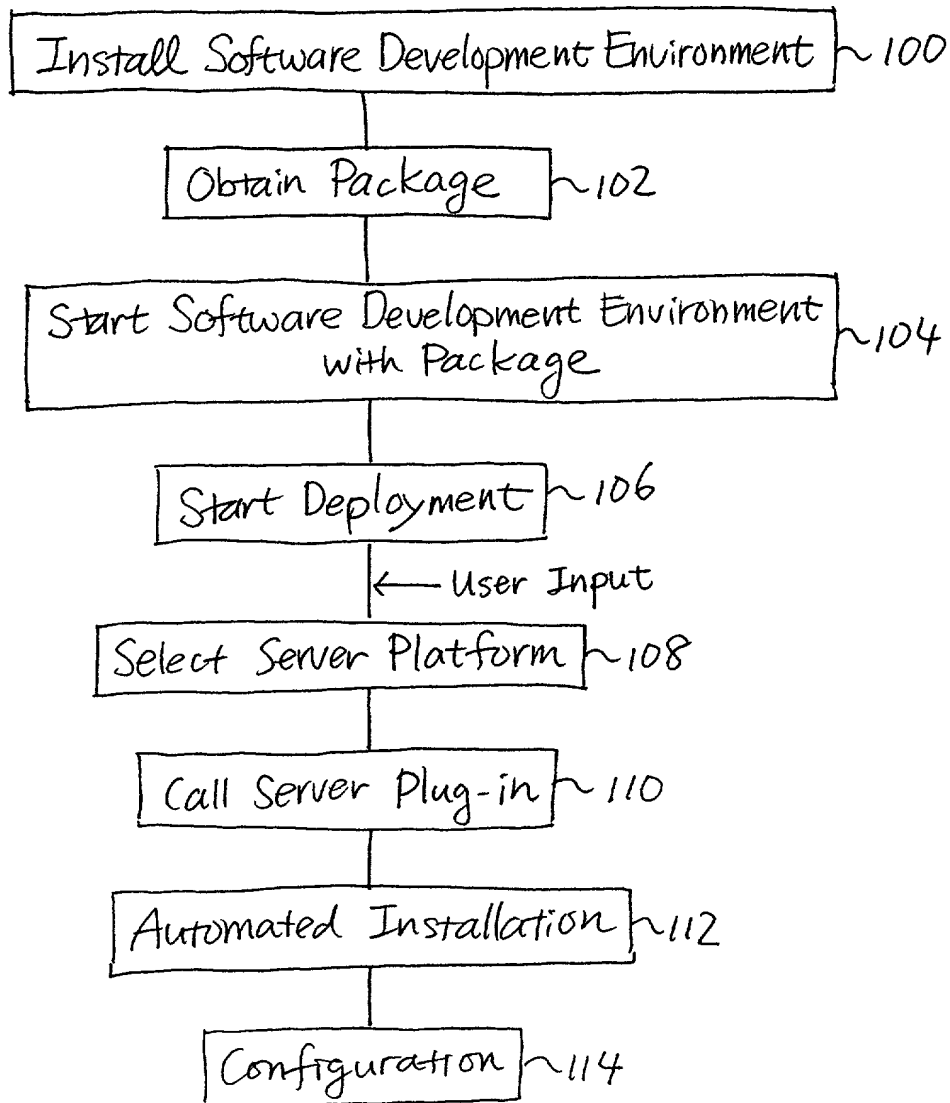 Install Software Development Environment 100
Obtain Package 102
Start Software Development Environment
with Package 104
Start Deployment 106
← User Input
Select Server Platform 108
Call Server Plug-in 110
Automated Installation 112
Configuration 114